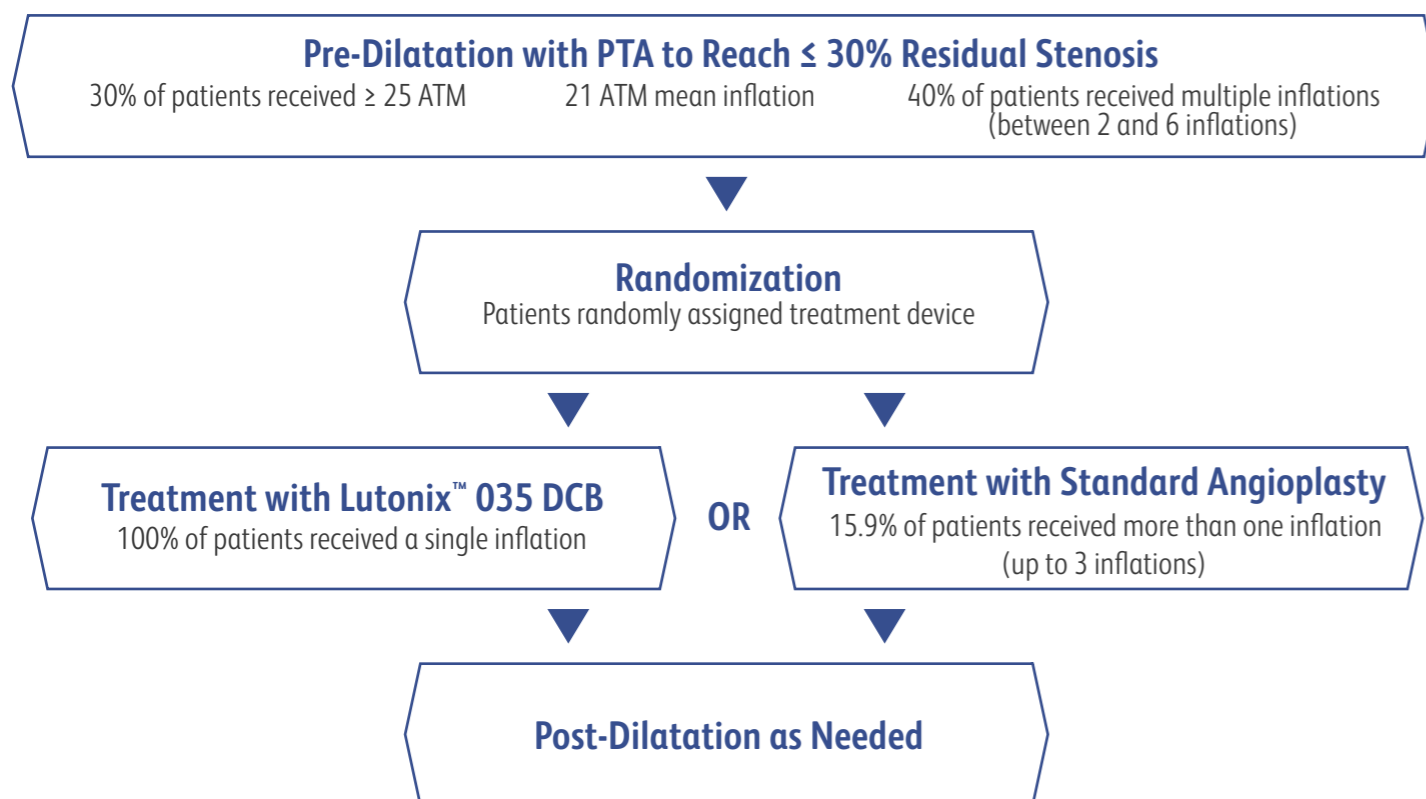 Pre-Dilatation with PTA to Reach ≤ 30% Residual Stenosis
30% of patients received ≥ 25 ATM
21 ATM mean inflation
40% of patients received multiple inflations
(between 2 and 6 inflations)
Randomization
Patients randomly assigned treatment device
Treatment with Lutonix™ 035 DCB
100% of patients received a single inflation
OR
Treatment with Standard Angioplasty
15.9% of patients received more than one inflation
(up to 3 inflations)
Post-Dilatation as Needed